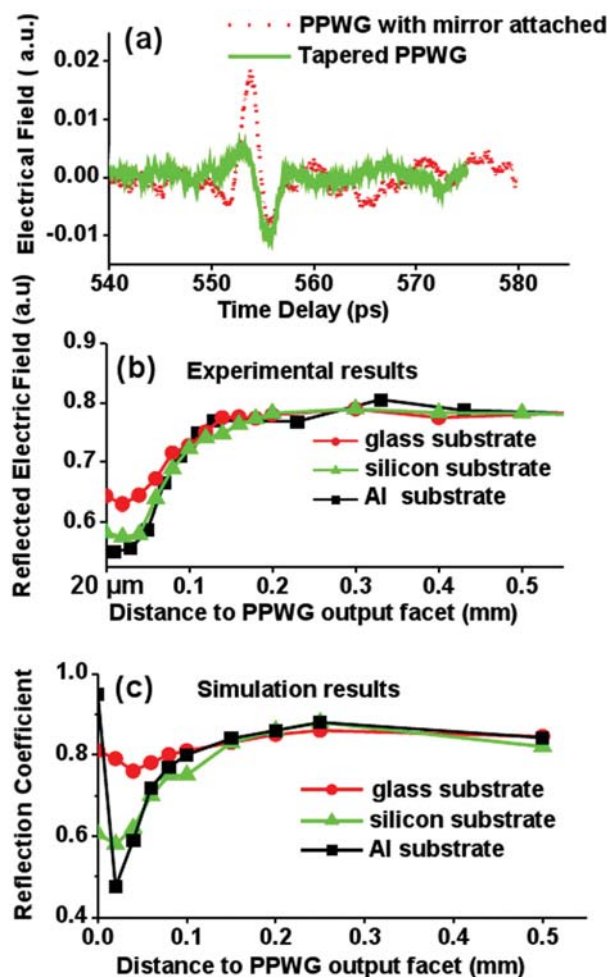 (a)
PPWG with mirror attached
Tapered PPWG
Electrical Field ( a.u.)
0.02
0.01
0.00
-0.01
540 550 560 570 580
Time Delay (ps)
(b)
Experimental results
Reflected Electric Field (a.u)
0.9
0.8
0.7
0.6
glass substrate
silicon substrate
Al substrate
20 µm 0.1 0.2 0.3 0.4 0.5
Distance to PPWG output facet (mm)
(c)
Simulation results
Reflection Coefficient
1.0
0.8
0.6
0.4
glass substrate
silicon substrate
Al substrate
0.0 0.1 0.2 0.3 0.4 0.5
Distance to PPWG output facet (mm)